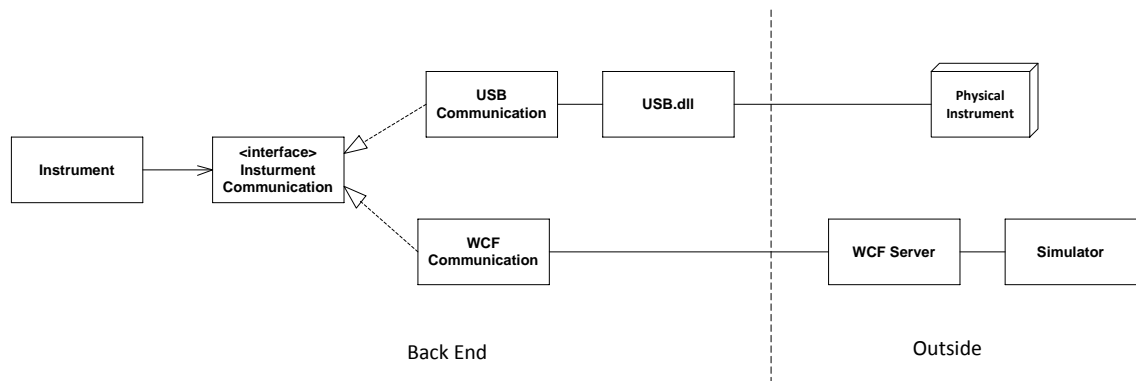 USB
Communication
USB.dll
Physical
Instrument
Instrument
<interface>
Insturment
Communication
WCF
Communication
WCF Server
Simulator
Back End
Outside